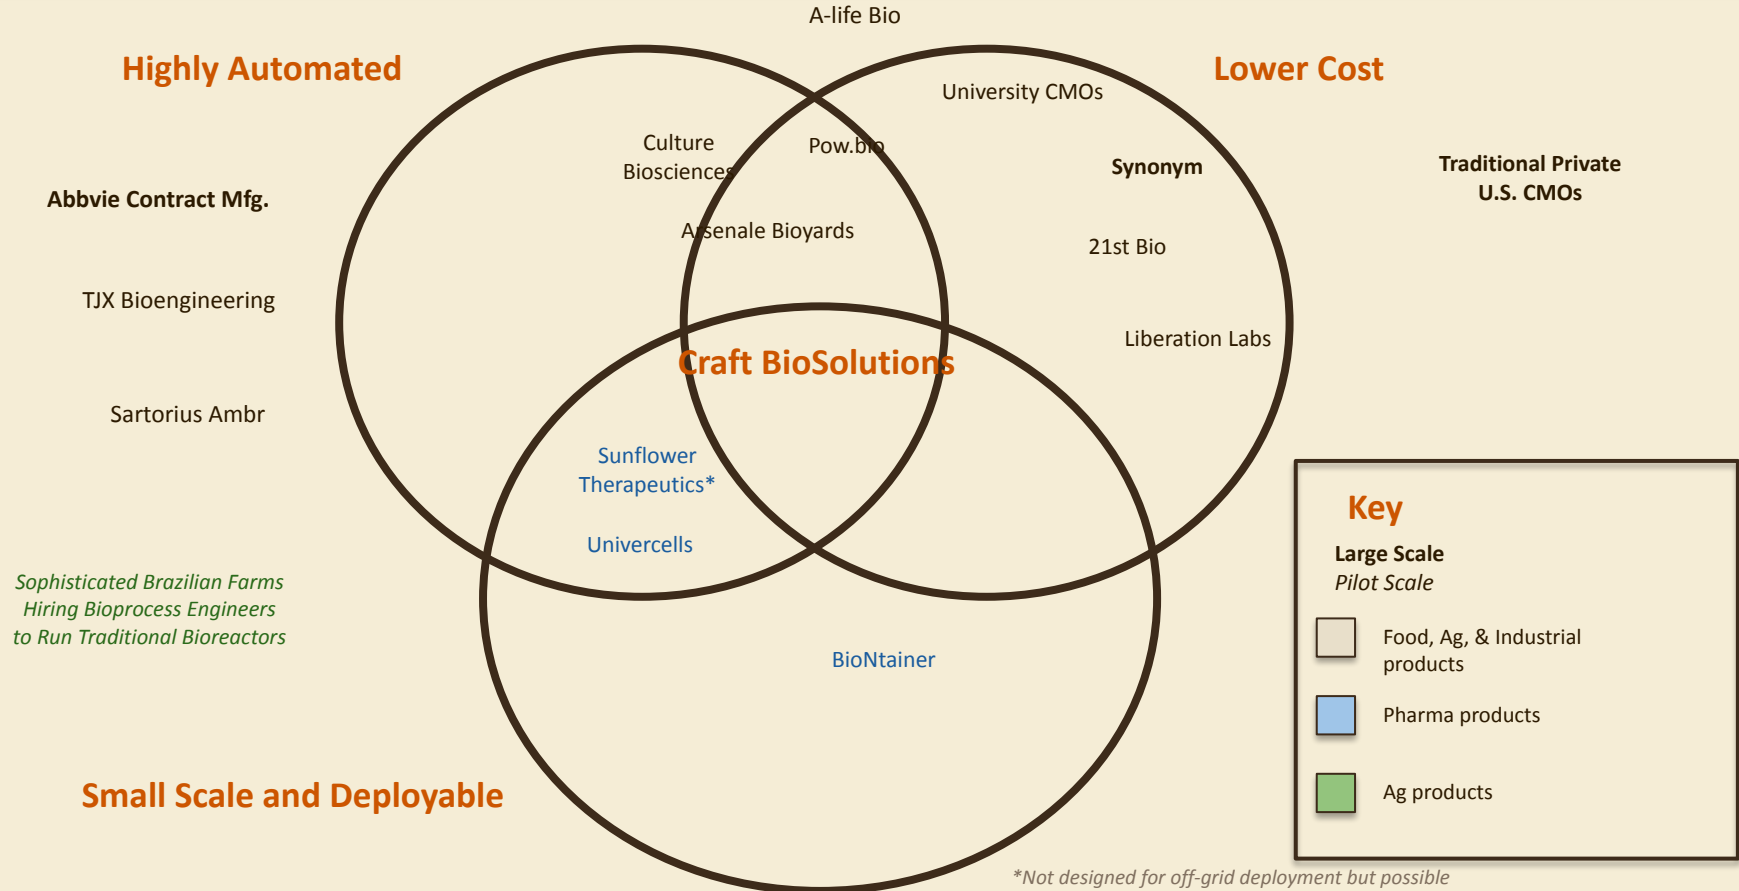 A-life Bio
Highly Automated
Lower Cost
University CMOs
Culture
Biosciences
Pow.bio
Synonym
Traditional Private
U.S. CMOs
Abbvie Contract Mfg.
Arsenale Bioyards
21st Bio
TJX Bioengineering
Liberation Labs
Craft BioSolutions
Sartorius Ambr
Sunflower
Therapeutics*
Univercells
Sophisticated Brazilian Farms
Hiring Bioprocess Engineers
to Run Traditional Bioreactors
BioNtainer
Small Scale and Deployable
Key
Large Scale
Pilot Scale
Food, Ag, & Industrial
products
Pharma products
Ag products
*Not designed for off-grid deployment but possible